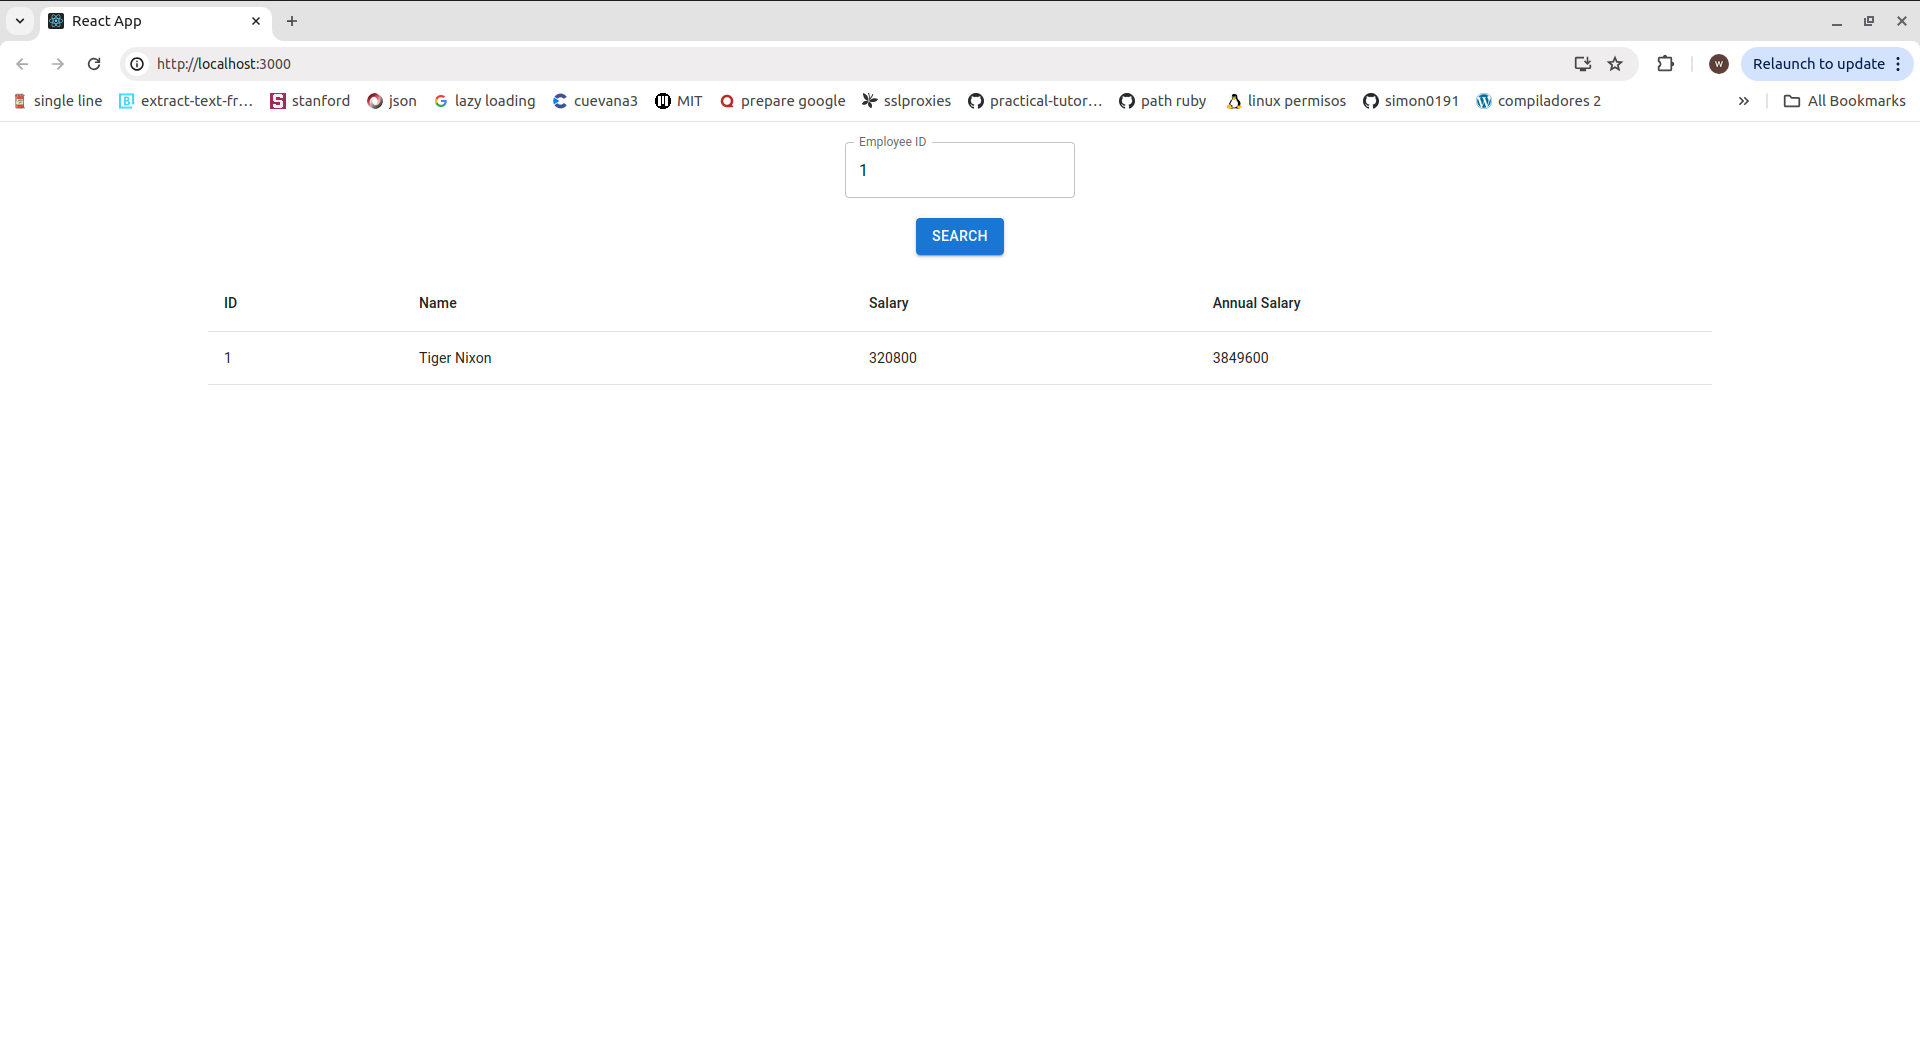 React App
http://localhost:3000
W
Relaunch to update
single line extract-text-fr... stanford json lazy loading cuevana3 MIT prepare google sslproxies practical-tutor... path ruby linux permisos simon0191 compiladores 2 All Bookmarks
Employee ID
1
SEARCH
ID Name Salary Annual Salary
1 Tiger Nixon 320800 3849600